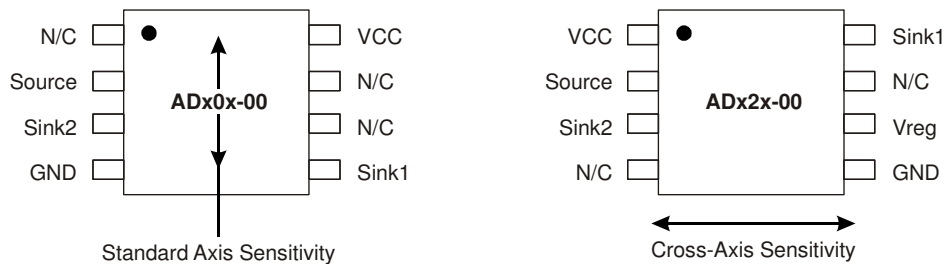 N/C VCC
Source N/C
ADx0x-00
Sink2 N/C
GND Sink1
Standard Axis Sensitivity
VCC Sink1
Source N/C
ADx2x-00
Sink2 Vreg
N/C GND
Cross-Axis Sensitivity